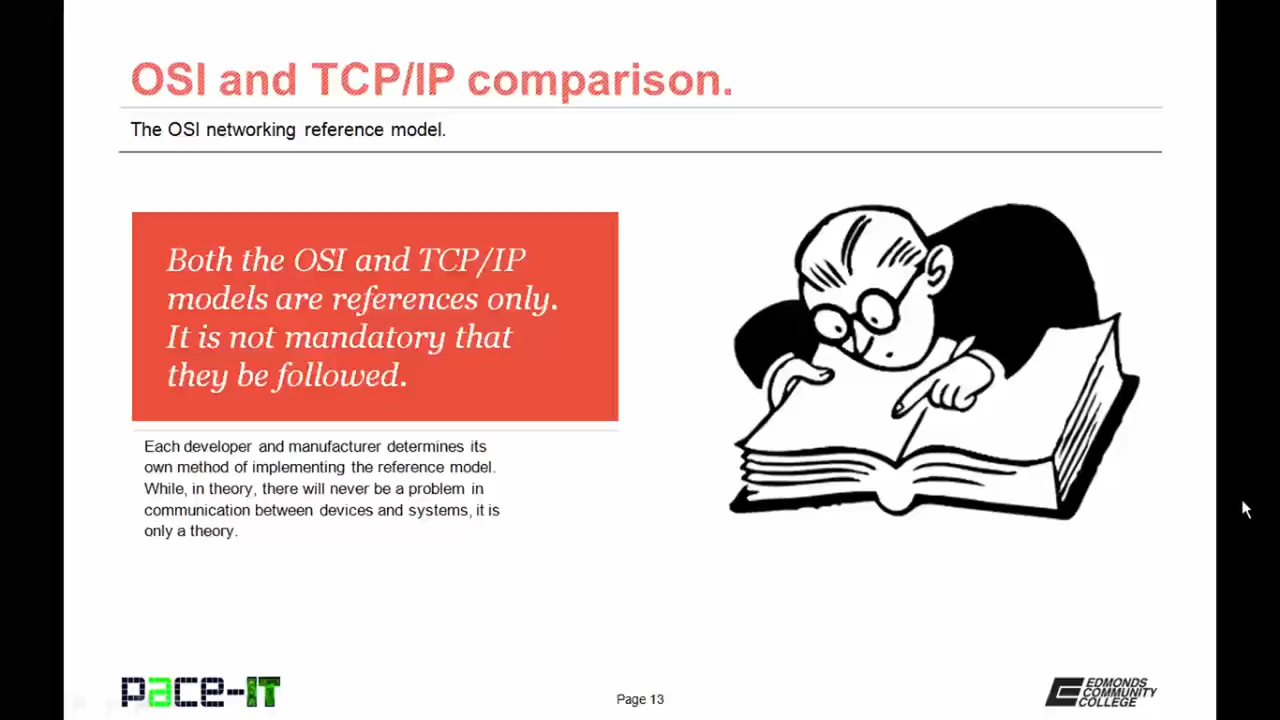 OSI and TCP/IP comparison.
The OSI networking reference model.
Both the OSI and TCP/IP
models are references only.
It is not mandatory that
they be followed.
Each developer and manufacturer determines its
own method of implementing the reference model.
While, in theory, there will never be a problem in
communication between devices and systems, it is
only a theory.
pace-IT
Page 13
EDMONDS
COMMUNITY
COLLEGE